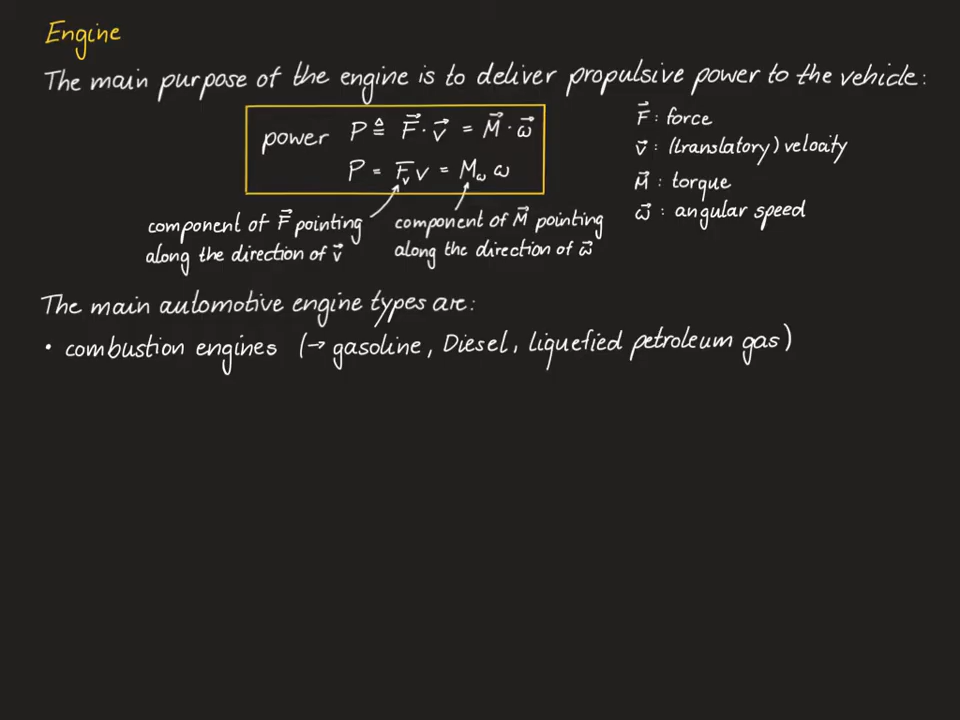 Engine
The main purpose of the engine is to deliver propulsive power to the vehicle:
power P ≙ F⃗ · v⃗ = M⃗ · ω⃗
P = F_v v = M_ω ω
F⃗ : force
v⃗ : (translatory) velocity
M⃗ : torque
ω⃗ : angular speed
component of F⃗ pointing
along the direction of v⃗
component of M⃗ pointing
along the direction of ω⃗
The main automotive engine types are:
• combustion engines (→ gasoline, Diesel, liquefied petroleum gas)